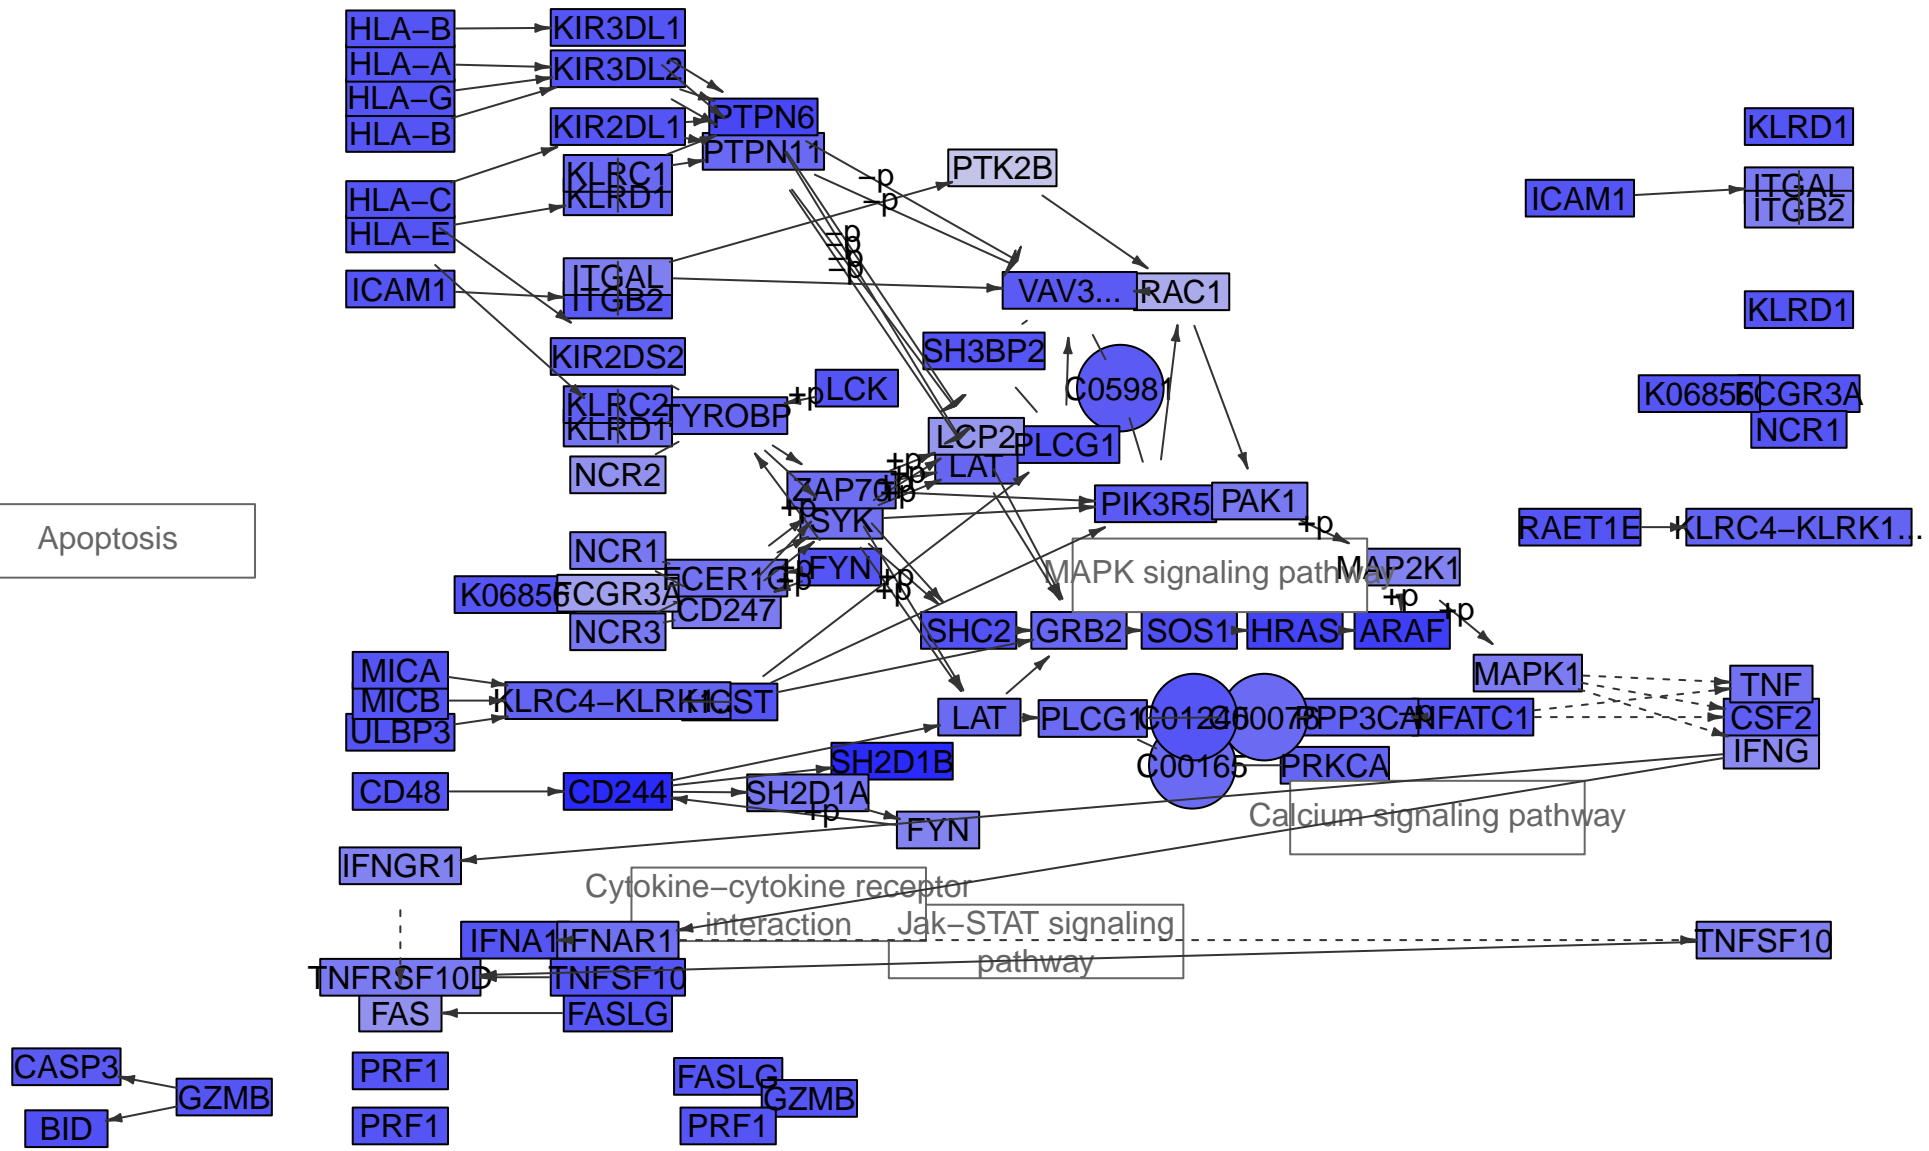 HLA−B
KIR3DL1
HLA−A
KIR3DL2
HLA−G
HLA−B
KIR2DL1
PTPN6
PTPN11
KLRC1
KLRD1
HLA−C
HLA−E
ICAM1
ITGAL
ITGB2
PTK2B
−p
−p
−p
−p
−p
−p
VAV3...
RAC1
KLRD1
ICAM1
ITGAL
ITGB2
KLRD1
KIR2DS2
SH3BP2
C05981
LCK
+p
KLRC2
KLRD1
TYROBP
LCP2
LAT
PLCG1
K06856
FCGR3A
NCR1
NCR2
ZAP70
SYK
+p
+p
+p
+p
+p
PIK3R5
PAK1
+p
RAET1E
KLRC4−KLRK1...
Apoptosis
NCR1
K06856
FCGR3A
NCR3
FCER1G
CD247
FYN
+p
+p
+p
+p
MAPK signaling pathway
MAP2K1
+p
+p
SHC2
GRB2
SOS1
HRAS
ARAF
MICA
MICB
ULBP3
KLRC4−KLRK1...
HCST
MAPK1
TNF
CSF2
IFNG
LAT
PLCG1
C01245
C00076
C00165
PPP3CA
NFATC1
PRKCA
SH2D1B
CD48
CD244
SH2D1A
+p
FYN
Calcium signaling pathway
IFNGR1
Cytokine−cytokine receptor
interaction
Jak−STAT signaling
pathway
IFNA1
IFNAR1
TNFSF10
TNFRSF10D
TNFSF10
FAS
FASLG
CASP3
GZMB
BID
PRF1
PRF1
FASLG
GZMB
PRF1